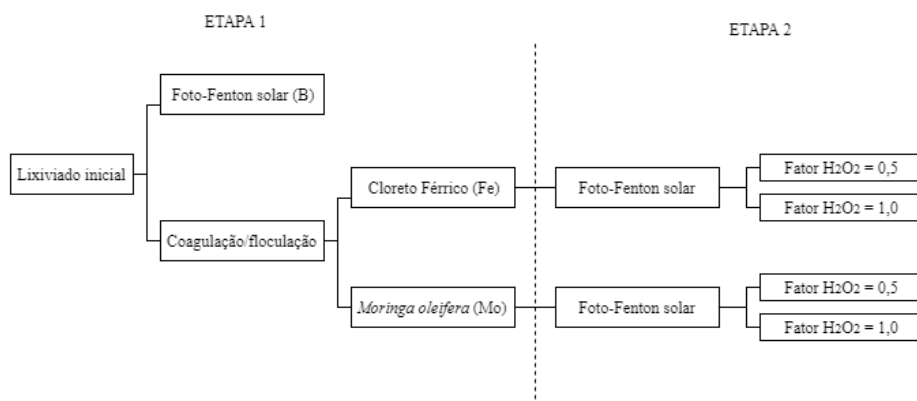 ETAPA 1
ETAPA 2
Foto-Fenton solar (B)
Lixiviado inicial
Coagulação/floculação
Cloreto Férrico (Fe)
Moringa oleifera (Mo)
Foto-Fenton solar
Fator H2O2 = 0,5
Fator H2O2 = 1,0
Foto-Fenton solar
Fator H2O2 = 0,5
Fator H2O2 = 1,0